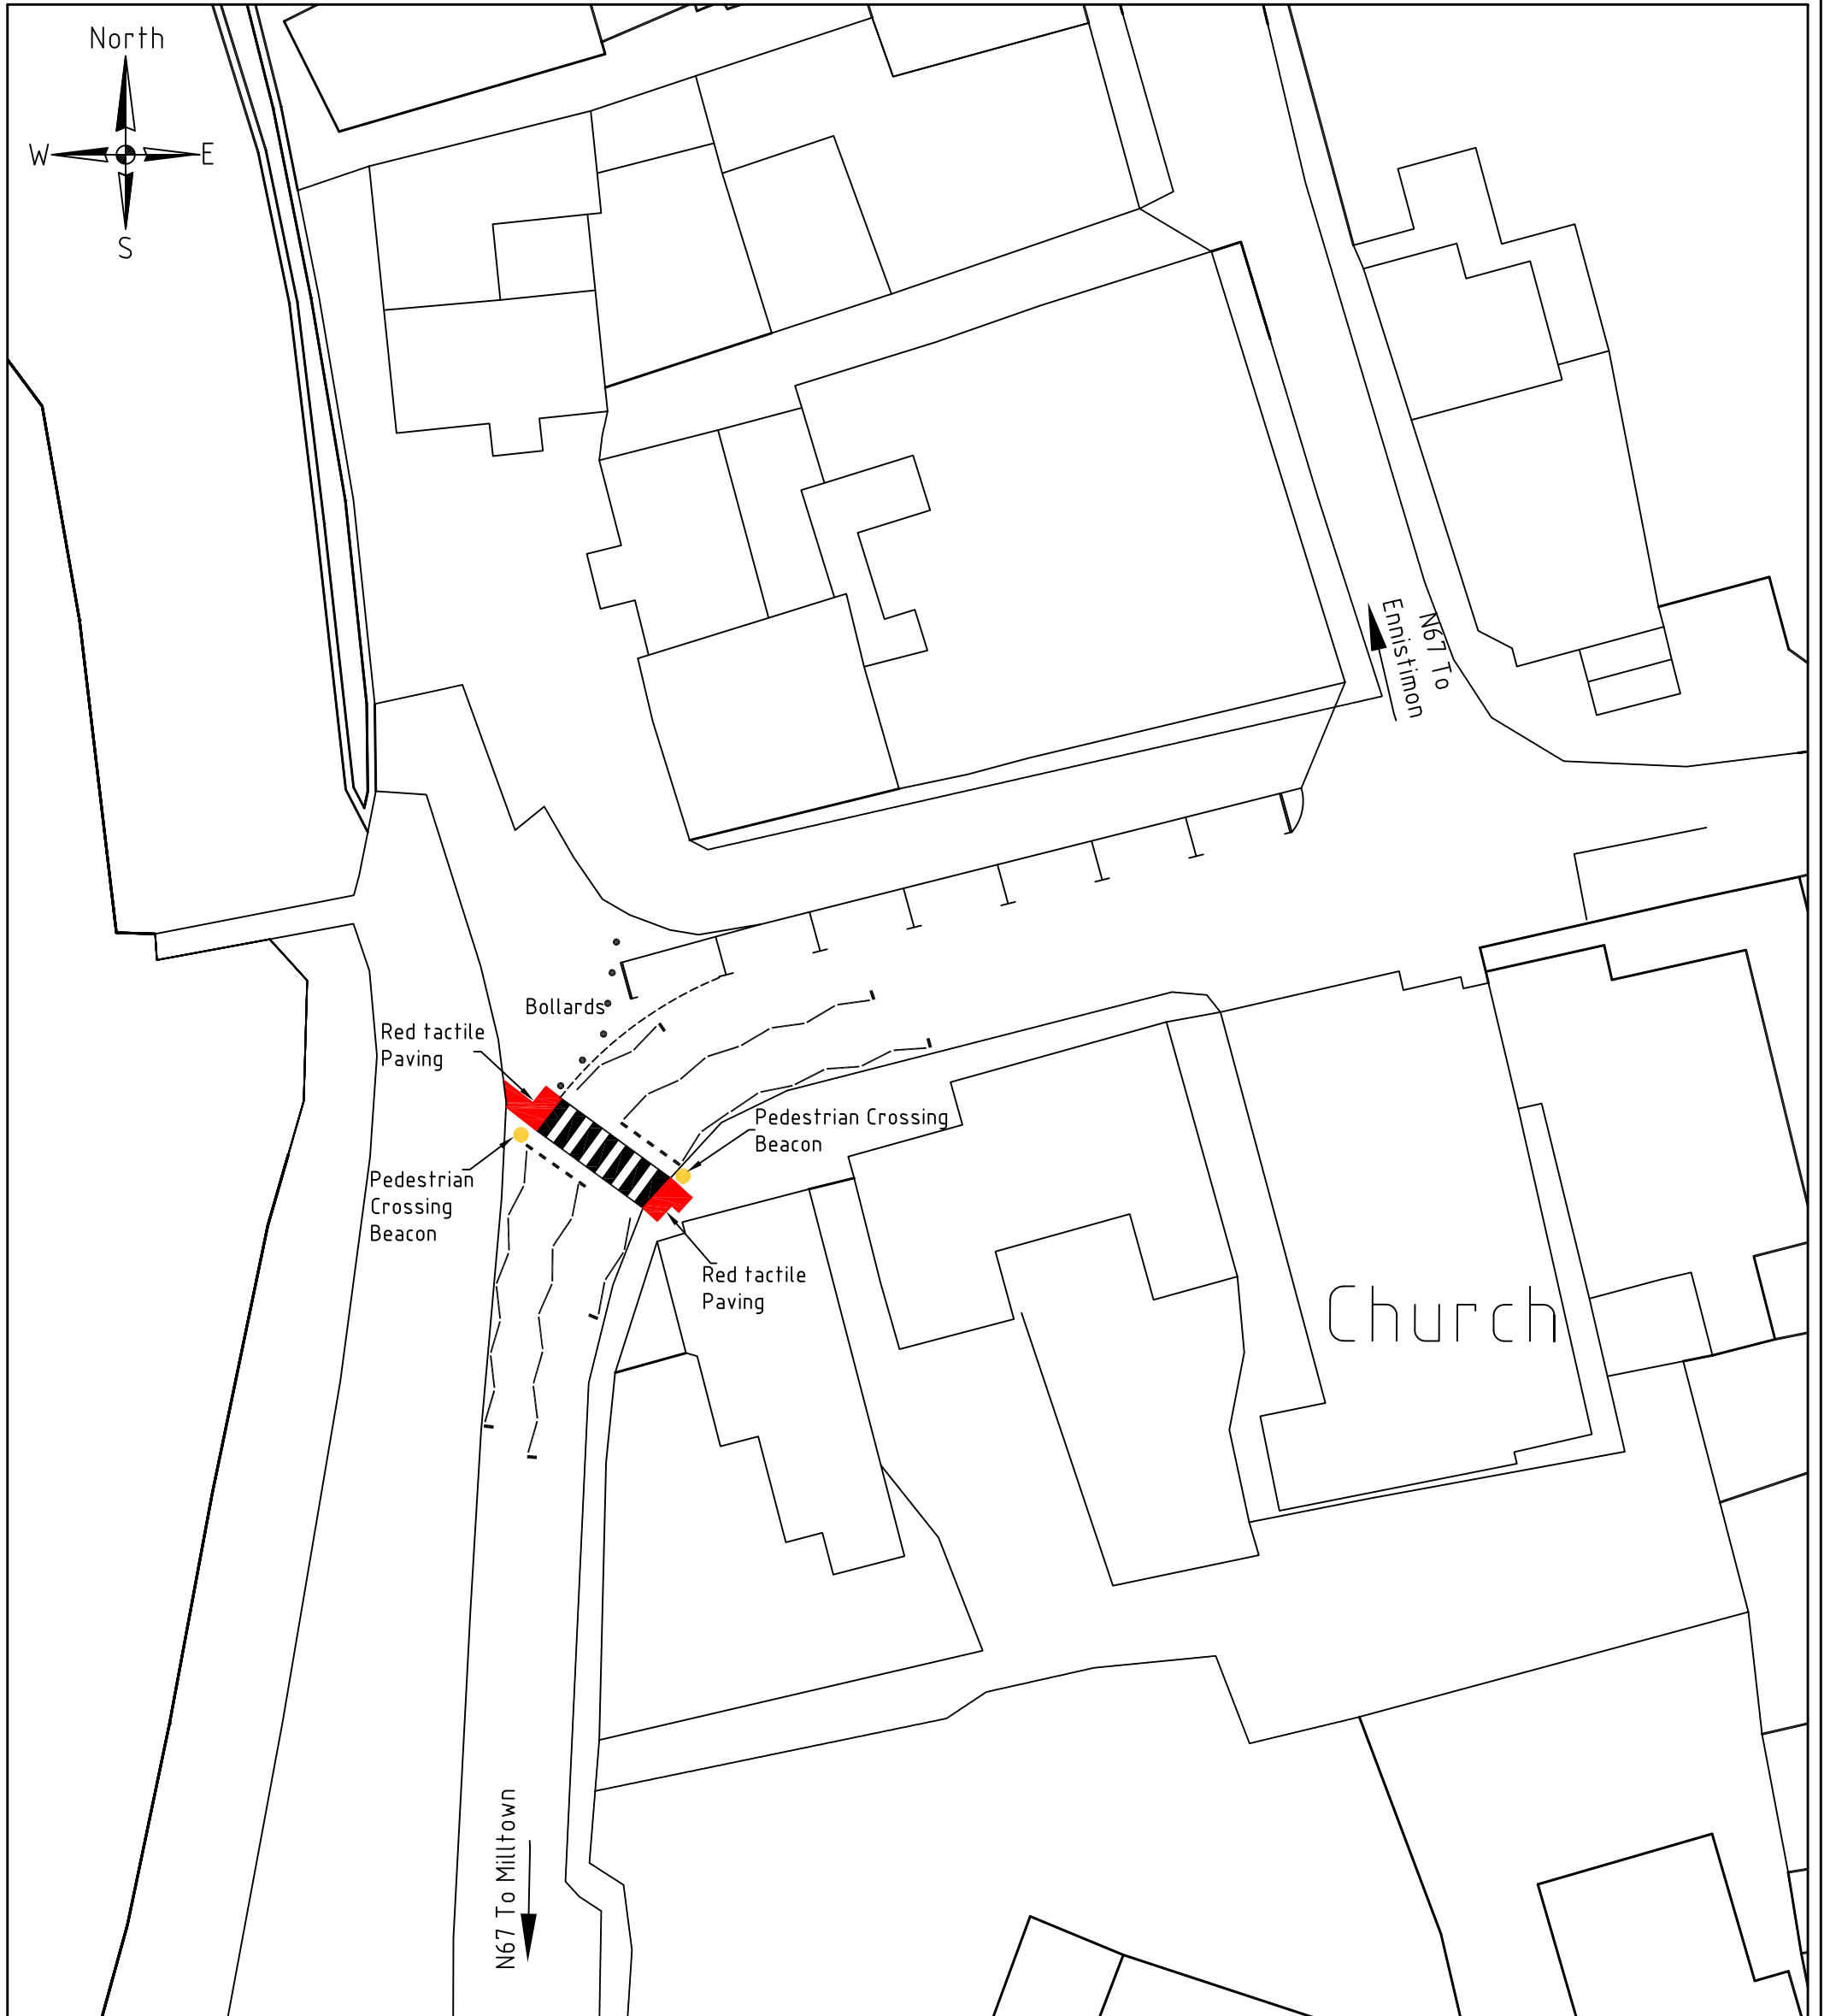 North
W
E
S
N67 To
Ennistimon
Bollards
Red tactile
Paving
Pedestrian Crossing
Beacon
Pedestrian
Crossing
Beacon
Red tactile
Paving
Church
N67 To Milltown